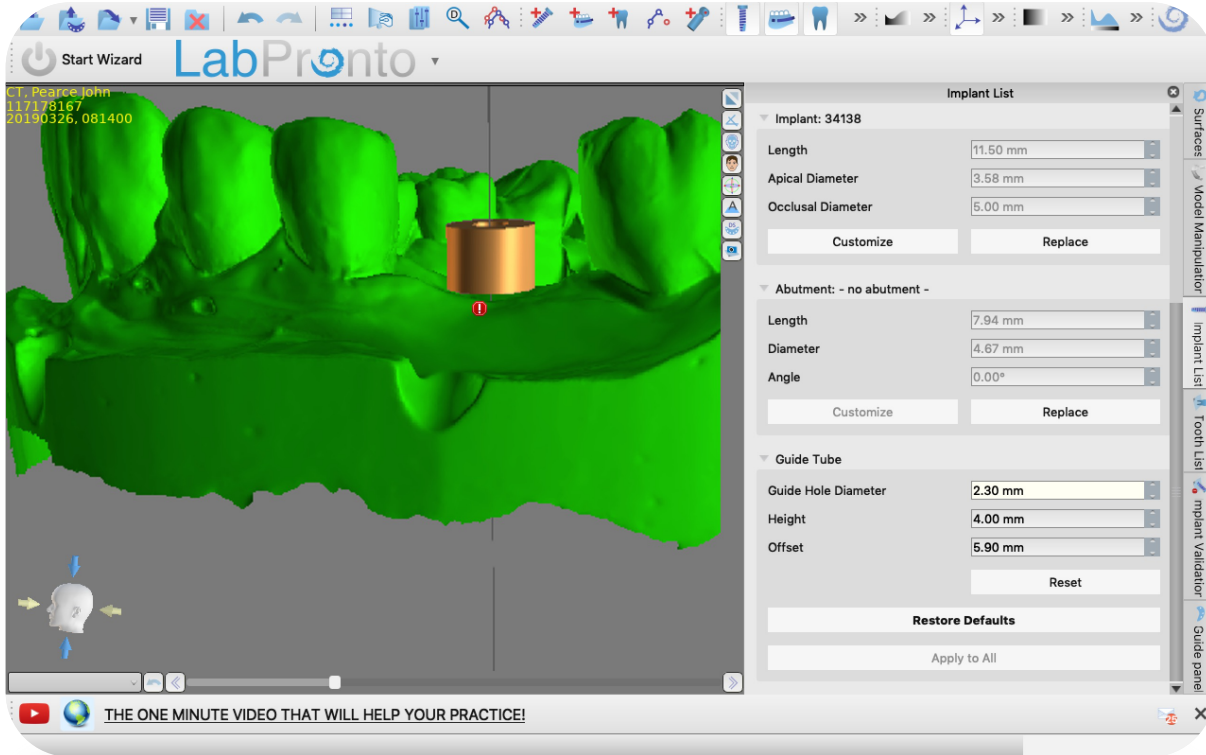 Start Wizard
LabPronto
CT, Pearce John
117178167
20190326, 081400
Implant List
Implant: 34138
Length 11.50 mm
Apical Diameter 3.58 mm
Occlusal Diameter 5.00 mm
Customize Replace
Abutment: - no abutment -
Length 7.94 mm
Diameter 4.67 mm
Angle 0.00°
Customize Replace
Guide Tube
Guide Hole Diameter 2.30 mm
Height 4.00 mm
Offset 5.90 mm
Reset
Restore Defaults
Apply to All
Surfaces
Model Manipulation
Implant List
Tooth List
mplant Validation
Guide panel
THE ONE MINUTE VIDEO THAT WILL HELP YOUR PRACTICE!